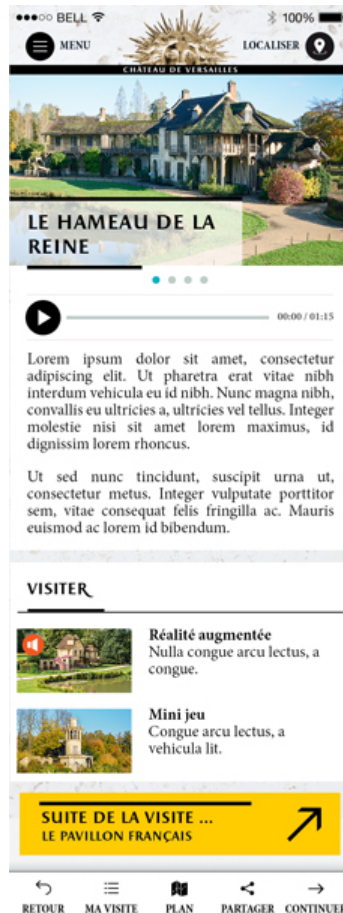 BELL 100%
MENU LOCALISER
CHÂTEAU DE VERSAILLES
LE HAMEAU DE LA
REINE
00:00 / 01:15
Lorem ipsum dolor sit amet, consectetur
adipiscing elit. Ut pharetra erat vitae nibh
interdum vehicula eu id nibh. Nunc magna nibh,
convallis eu ultricies a, ultricies vel tellus. Integer
molestie nisi sit amet lorem maximus, id
dignissim lorem rhoncus.
Ut sed nunc tincidunt, suscipit urna ut,
consectetur metus. Integer vulputate porttitor
sem, vitae consequat felis fringilla ac. Mauris
euismod ac lorem id bibendum.
VISITER
Réalité augmentée
Nulla congue arcu lectus, a
congue.
Mini jeu
Congue arcu lectus, a
vehicula lit.
SUITE DE LA VISITE ...
LE PAVILLON FRANÇAIS
RETOUR MA VISITE PLAN PARTAGER CONTINUER